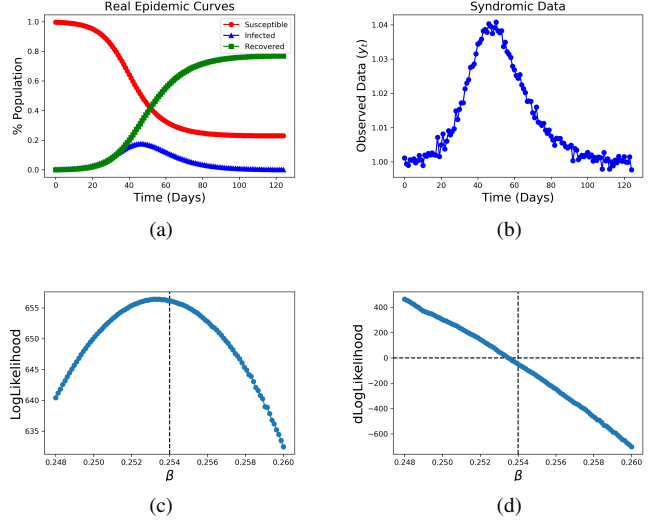 Real Epidemic Curves
Susceptible
Infected
Recovered
1.0
0.8
0.6
0.4
0.2
0.0
% Population
0 20 40 60 80 100 120
Time (Days)
(a)
Syndromic Data
1.04
1.03
1.02
1.01
1.00
Observed Data (yₜ)
0 20 40 60 80 100 120
Time (Days)
(b)
655
650
645
640
635
LogLikelihood
0.248 0.250 0.252 0.254 0.256 0.258 0.260
β
(c)
400
200
0
−200
−400
−600
dLogLikelihood
0.248 0.250 0.252 0.254 0.256 0.258 0.260
β
(d)